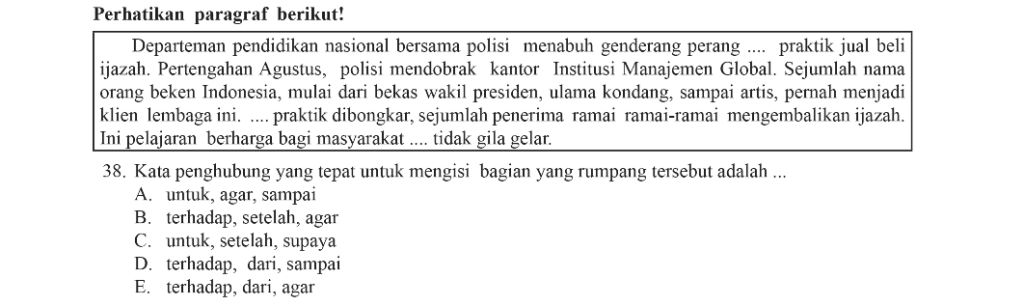 Perhatikan paragraf berikut!
Departeman pendidikan nasional bersama polisi menabuh genderang perang .... praktik jual beli
ijazah. Pertengahan Agustus, polisi mendobrak kantor Institusi Manajemen Global. Sejumlah nama
orang beken Indonesia, mulai dari bekas wakil presiden, ulama kondang, sampai artis, pernah menjadi
klien lembaga ini. .... praktik dibongkar, sejumlah penerima ramai ramai-ramai mengembalikan ijazah.
Ini pelajaran berharga bagi masyarakat .... tidak gila gelar.
38. Kata penghubung yang tepat untuk mengisi bagian yang rumpang tersebut adalah ...
A. untuk, agar, sampai
B. terhadap, setelah, agar
C. untuk, setelah, supaya
D. terhadap, dari, sampai
E. terhadap, dari, agar